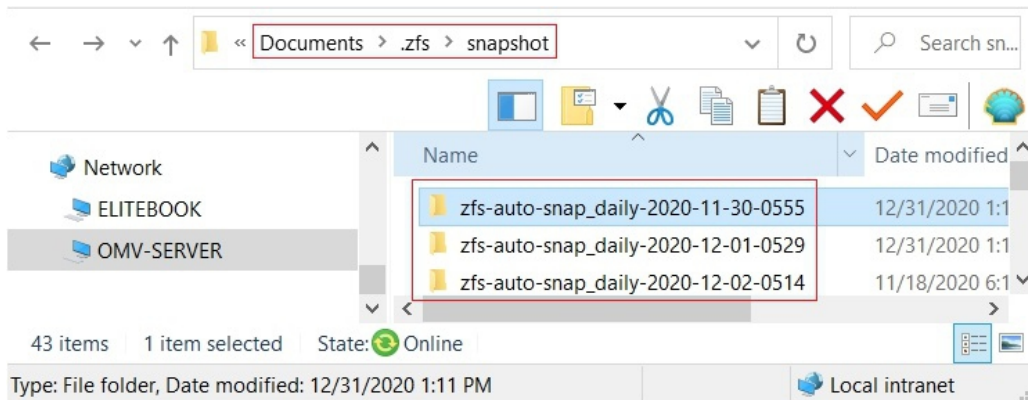 « Documents > .zfs > snapshot
Search sn...
Name
Date modified
Network
ELITEBOOK
OMV-SERVER
zfs-auto-snap_daily-2020-11-30-0555
12/31/2020 1:1
zfs-auto-snap_daily-2020-12-01-0529
12/31/2020 1:1
zfs-auto-snap_daily-2020-12-02-0514
11/18/2020 6:1
43 items 1 item selected State: Online
Type: File folder, Date modified: 12/31/2020 1:11 PM
Local intranet